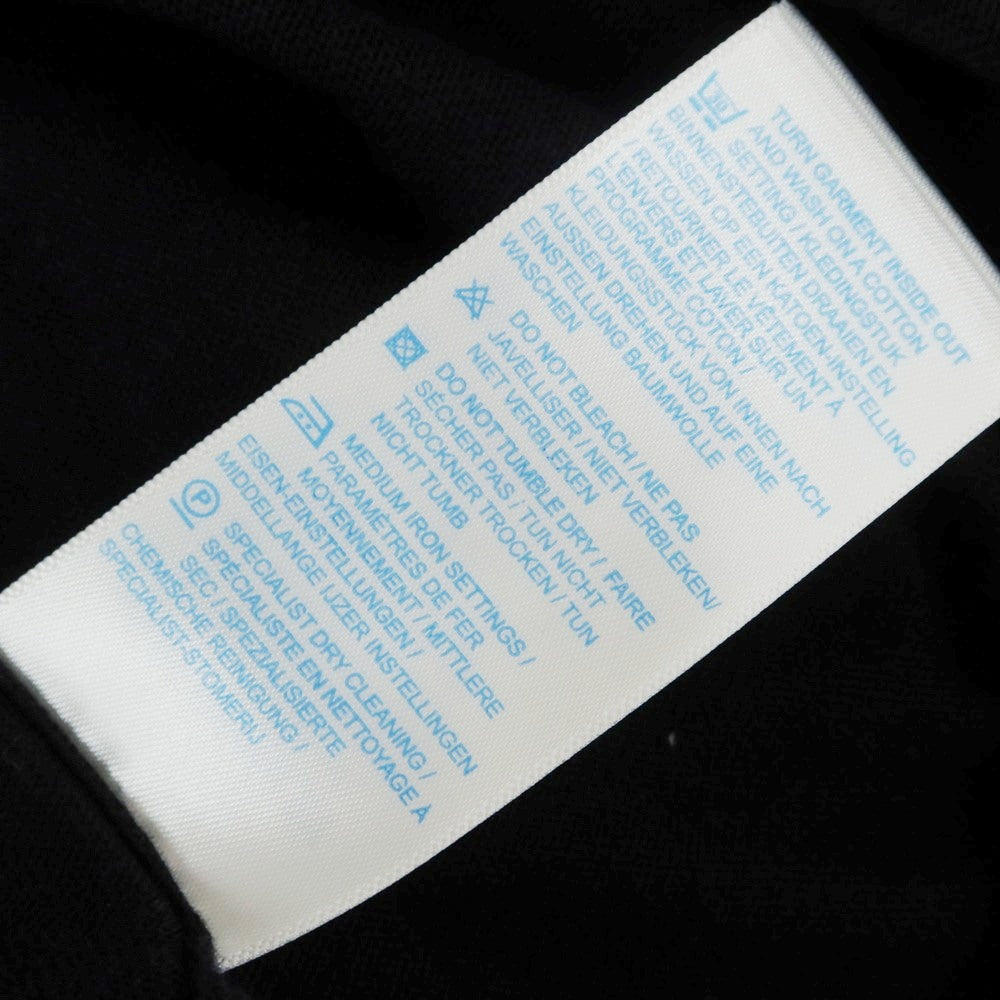 30
TURN GARMENT INSIDE OUT
AND WASH ON A COTTON
SETTING / KLEDINGSTUK
BINNENSTEBUITEN DRAAIEN EN
WASSEN OP EEN KATOEN-INSTELLING
/ RETOURNER LE VÊTEMENT À
L'ENVERS ET LAVER SUR UN
PROGRAMME COTON /
KLEIDUNGSSTÜCK VON INNEN NACH
AUSSEN DREHEN UND AUF EINE
EINSTELLUNG BAUMWOLLE
WASCHEN
DO NOT BLEACH / NE PAS
JAVELLISER / NIET VERBLEKEN/
NIET VERBLEKEN
DO NOT TUMBLE DRY / FAIRE
SÉCHER PAS / TUN NICHT
TROCKNER TROCKEN / TUN
NICHT TUMB
MEDIUM IRON SETTINGS /
PARAMÈTRES DE FER
MOYENNEMENT / MITTLERE
EISEN-EINSTELLUNGEN /
MIDDELLANGE IJZER INSTELLINGEN
P
SPECIALIST DRY CLEANING /
SPÉCIALISTE EN NETTOYAGE À
SEC / SPEZIALISIERTE
CHEMISCHE REINIGUNG /
SPECIALIST-STOMERIJ